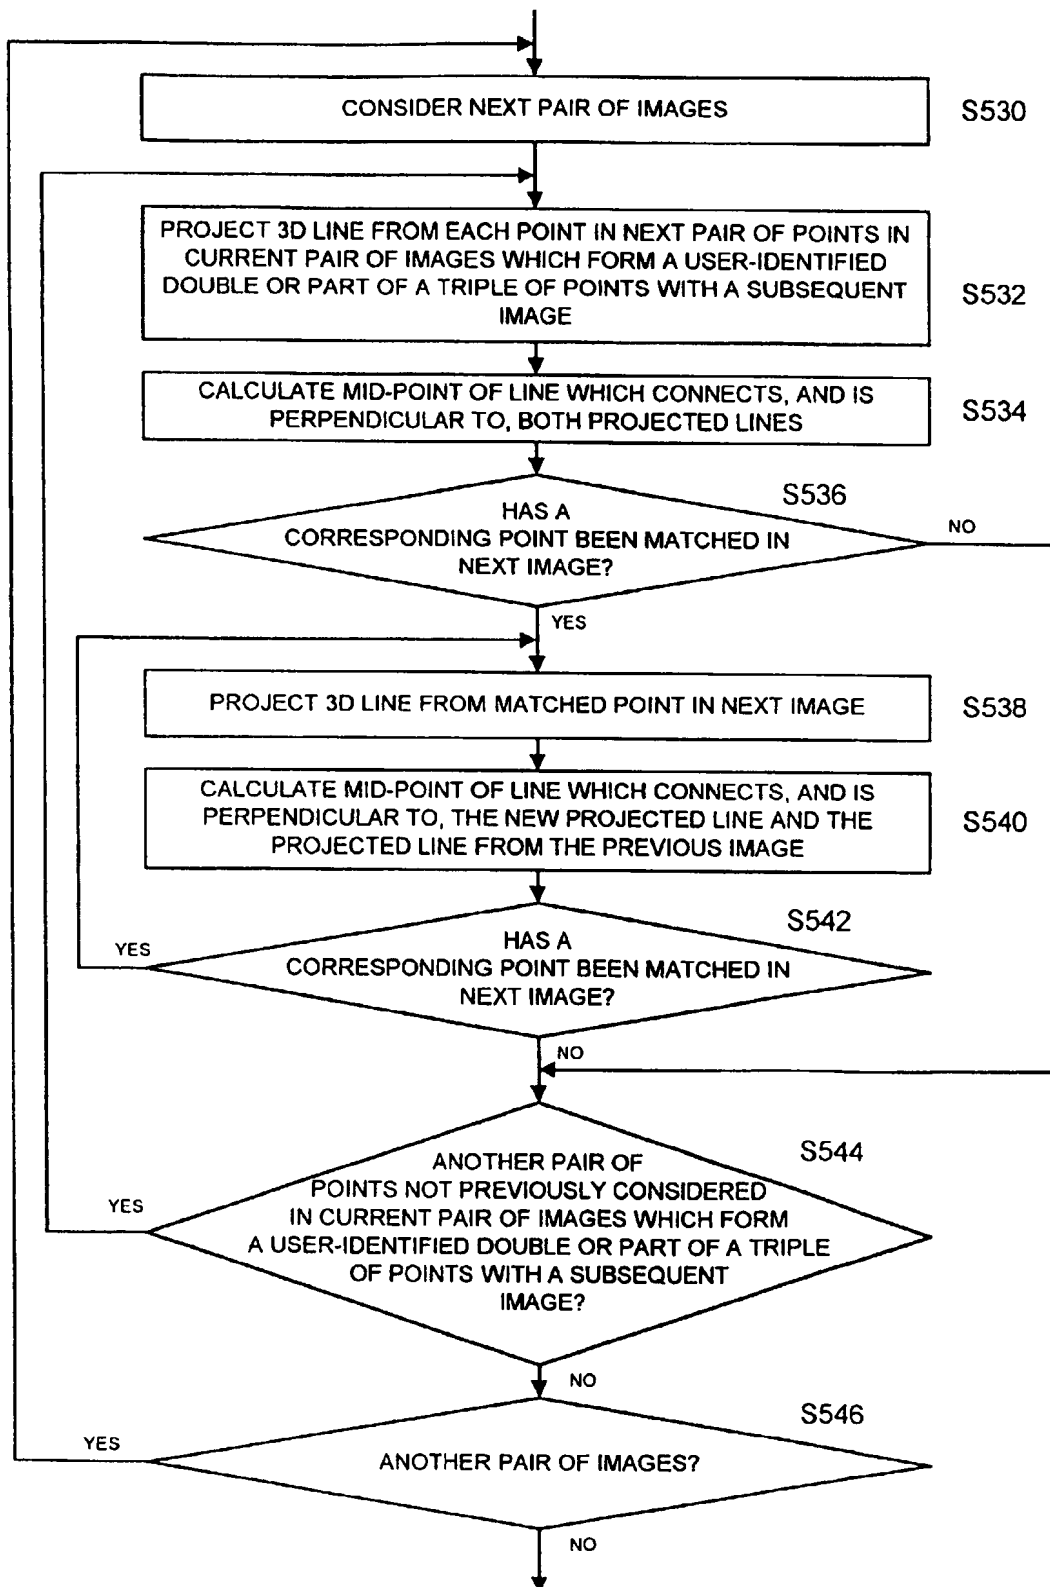 CONSIDER NEXT PAIR OF IMAGES
S530
PROJECT 3D LINE FROM EACH POINT IN NEXT PAIR OF POINTS IN
CURRENT PAIR OF IMAGES WHICH FORM A USER-IDENTIFIED
DOUBLE OR PART OF A TRIPLE OF POINTS WITH A SUBSEQUENT
IMAGE
S532
CALCULATE MID-POINT OF LINE WHICH CONNECTS, AND IS
PERPENDICULAR TO, BOTH PROJECTED LINES
S534
S536
HAS A
CORRESPONDING POINT BEEN MATCHED IN
NEXT IMAGE?
NO
YES
PROJECT 3D LINE FROM MATCHED POINT IN NEXT IMAGE
S538
CALCULATE MID-POINT OF LINE WHICH CONNECTS, AND IS
PERPENDICULAR TO, THE NEW PROJECTED LINE AND THE
PROJECTED LINE FROM THE PREVIOUS IMAGE
S540
S542
YES
HAS A
CORRESPONDING POINT BEEN MATCHED IN
NEXT IMAGE?
NO
S544
YES
ANOTHER PAIR OF
POINTS NOT PREVIOUSLY CONSIDERED
IN CURRENT PAIR OF IMAGES WHICH FORM
A USER-IDENTIFIED DOUBLE OR PART OF A TRIPLE
OF POINTS WITH A SUBSEQUENT
IMAGE?
NO
S546
YES
ANOTHER PAIR OF IMAGES?
NO